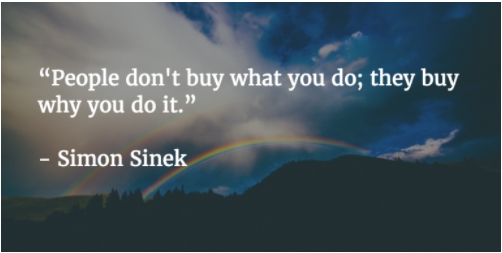 “People don't buy what you do; they buy
why you do it.”
– Simon Sinek